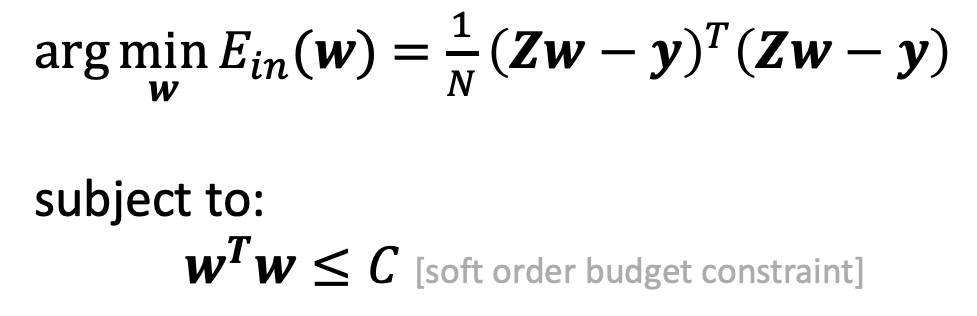 arg min_w E_in(w) = 1/N (Zw − y)^T (Zw − y)
subject to:
w^T w ≤ C [soft order budget constraint]